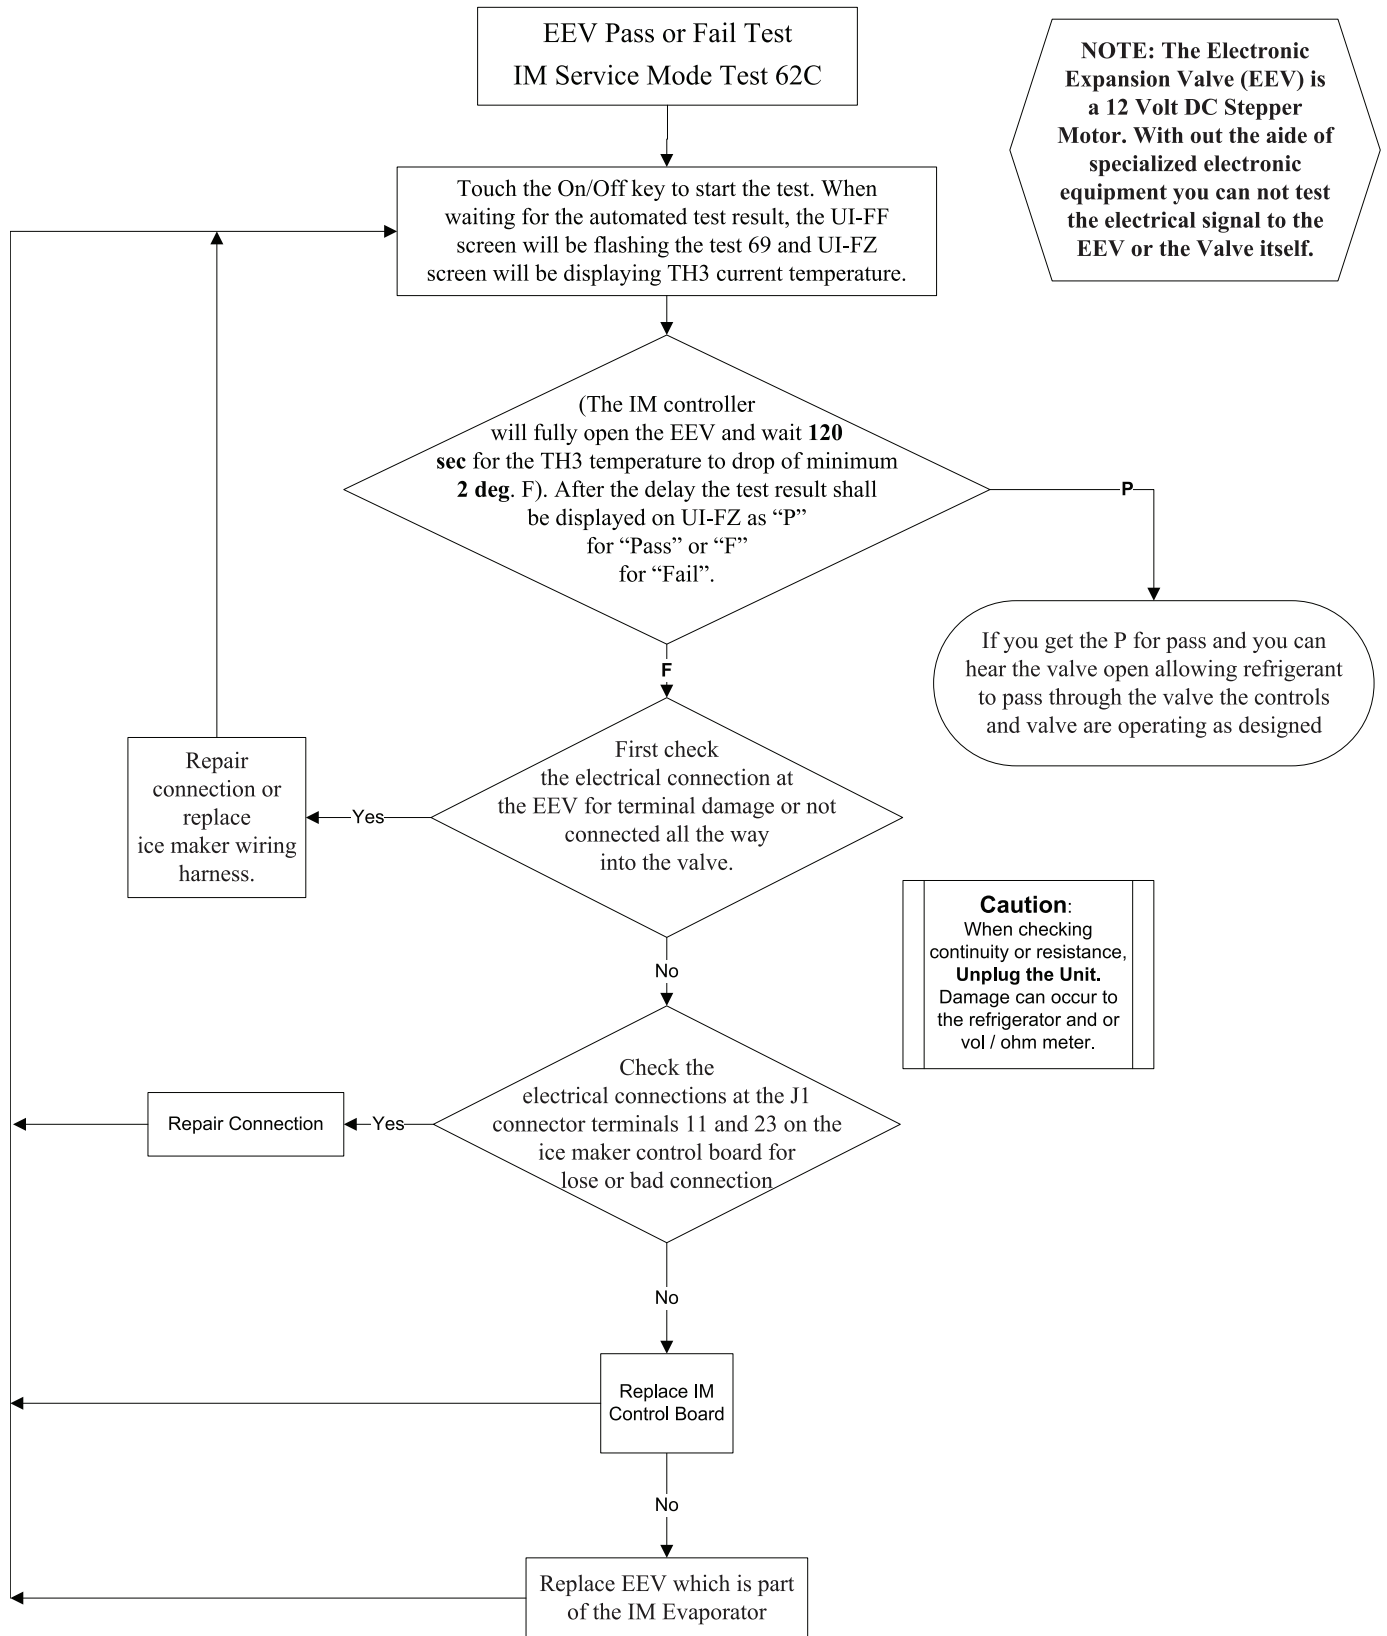 EEV Pass or Fail Test
IM Service Mode Test 62C
NOTE: The Electronic
Expansion Valve (EEV) is
a 12 Volt DC Stepper
Motor. With out the aide of
specialized electronic
equipment you can not test
the electrical signal to the
EEV or the Valve itself.
Touch the On/Off key to start the test. When
waiting for the automated test result, the UI-FF
screen will be flashing the test 69 and UI-FZ
screen will be displaying TH3 current temperature.
(The IM controller
will fully open the EEV and wait 120
sec for the TH3 temperature to drop of minimum
2 deg. F). After the delay the test result shall
be displayed on UI-FZ as “P”
for “Pass” or “F”
for “Fail”.
P
If you get the P for pass and you can
hear the valve open allowing refrigerant
to pass through the valve the controls
and valve are operating as designed
F
First check
the electrical connection at
the EEV for terminal damage or not
connected all the way
into the valve.
Yes
Repair
connection or
replace
ice maker wiring
harness.
Caution:
When checking
continuity or resistance,
Unplug the Unit.
Damage can occur to
the refrigerator and or
vol / ohm meter.
No
Check the
electrical connections at the J1
connector terminals 11 and 23 on the
ice maker control board for
lose or bad connection
Yes
Repair Connection
No
Replace IM
Control Board
No
Replace EEV which is part
of the IM Evaporator